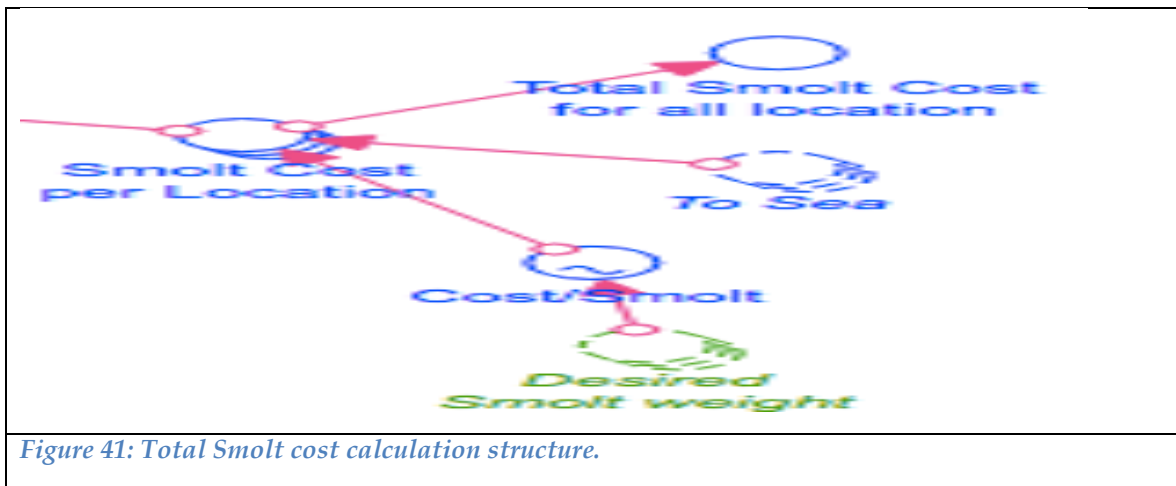 Total Smolt Cost
for all location
Smolt Cost
per Location
To Sea
Cost/Smolt
Desired
Smolt weight
Figure 41: Total Smolt cost calculation structure.